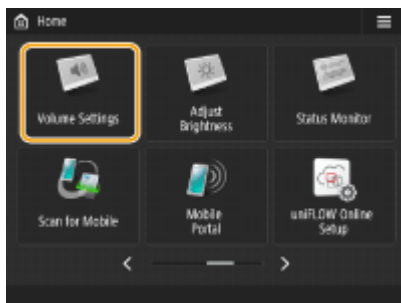 Home
Volume Settings
Adjust
Brightness
Status Monitor
Scan for Mobile
Mobile
Portal
uniFLOW Online
Setup